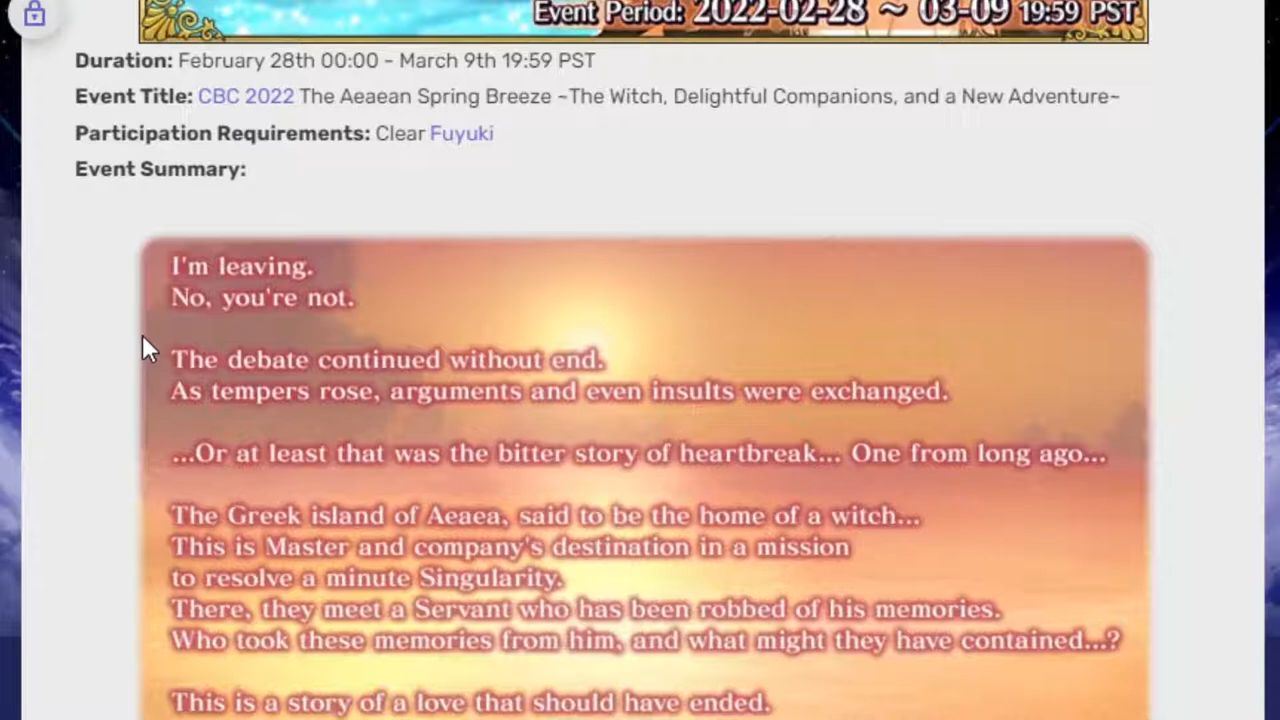 Event Period: 2022-02-28 ~ 03-09 19:59 PST
Duration: February 28th 00:00 - March 9th 19:59 PST
Event Title: CBC 2022 The Aeaean Spring Breeze ~The Witch, Delightful Companions, and a New Adventure~
Participation Requirements: Clear Fuyuki
Event Summary:
I'm leaving.
No, you're not.
The debate continued without end.
As tempers rose, arguments and even insults were exchanged.
...Or at least that was the bitter story of heartbreak... One from long ago...
The Greek island of Aeaea, said to be the home of a witch...
This is Master and company's destination in a mission
to resolve a minute Singularity.
There, they meet a Servant who has been robbed of his memories.
Who took these memories from him, and what might they have contained...?
This is a story of a love that should have ended.